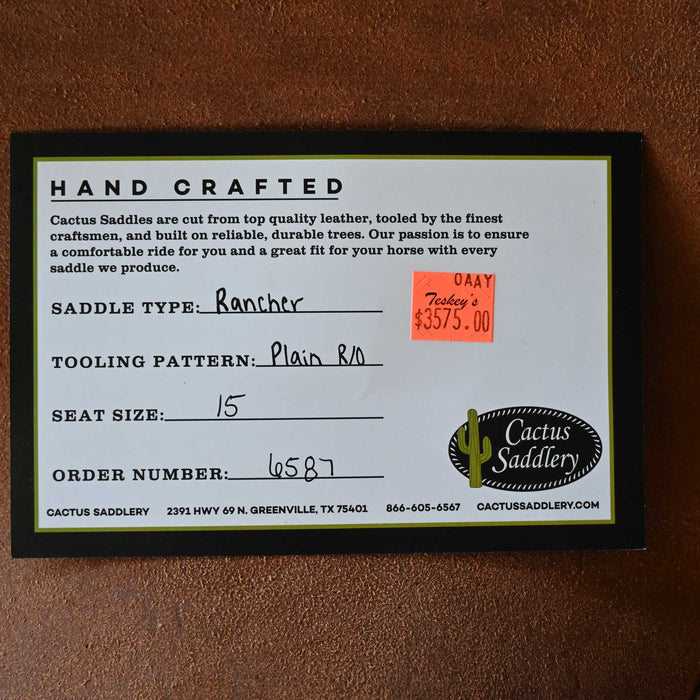 HAND CRAFTED
Cactus Saddles are cut from top quality leather, tooled by the finest
craftsmen, and built on reliable, durable trees. Our passion is to ensure
a comfortable ride for you and a great fit for your horse with every
saddle we produce.
OAAY
Teskey's
$3575.00
SADDLE TYPE: Rancher
TOOLING PATTERN: Plain R/O
SEAT SIZE: 15
Cactus
Saddlery
ORDER NUMBER: 6587
CACTUS SADDLERY 2391 HWY 69 N. GREENVILLE, TX 75401 866-605-6567 CACTUSSADDLERY.COM